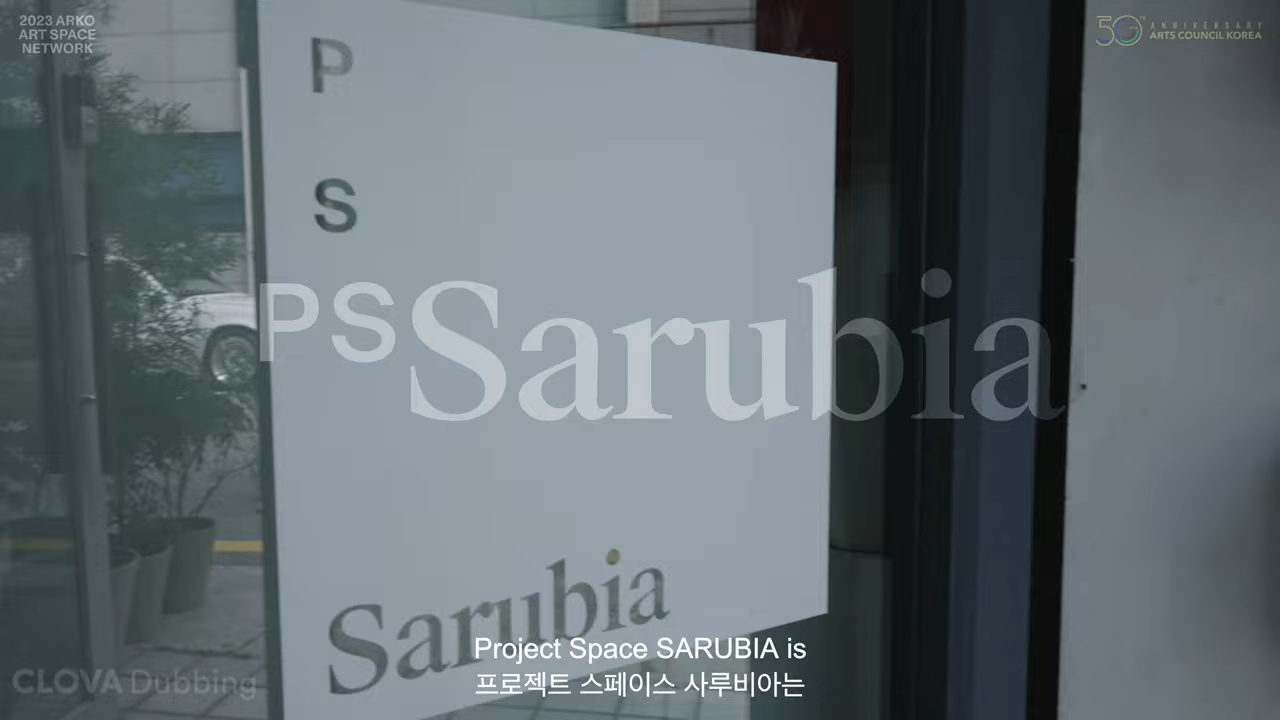 2023 ARKO
ART SPACE
NETWORK
50TH ANNIVERSARY
ARTS COUNCIL KOREA
P
S
PS Sarubia
Sarubia
Project Space SARUBIA is
프로젝트 스페이스 사루비아는
CLOVA Dubbing